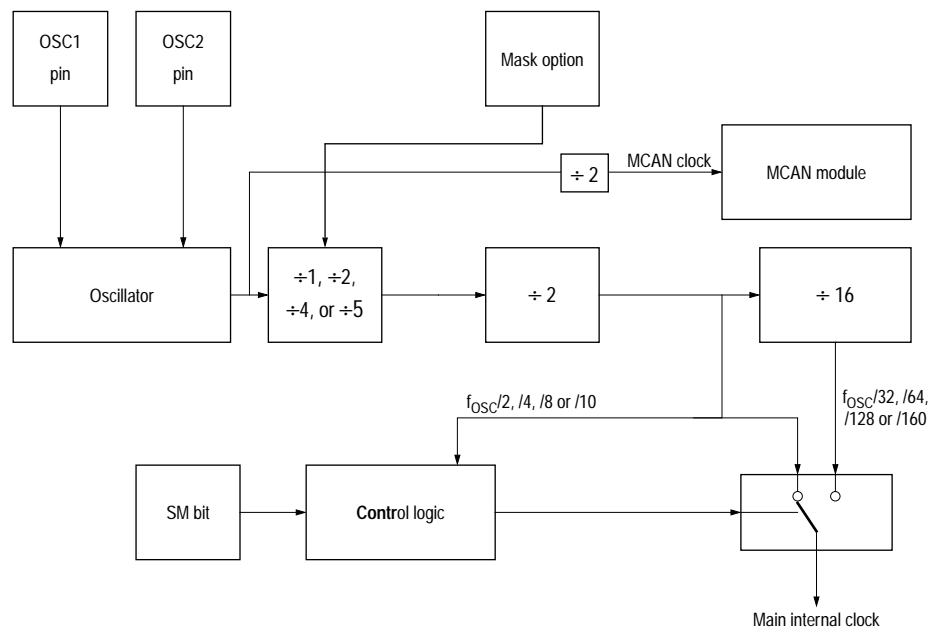 OSC1
pin
OSC2
pin
Mask option
÷ 2
MCAN clock
MCAN module
Oscillator
÷1, ÷2,
÷4, or ÷5
÷ 2
÷ 16
fOSC/2, /4, /8 or /10
fOSC/32, /64,
/128 or /160
SM bit
Control logic
Main internal clock